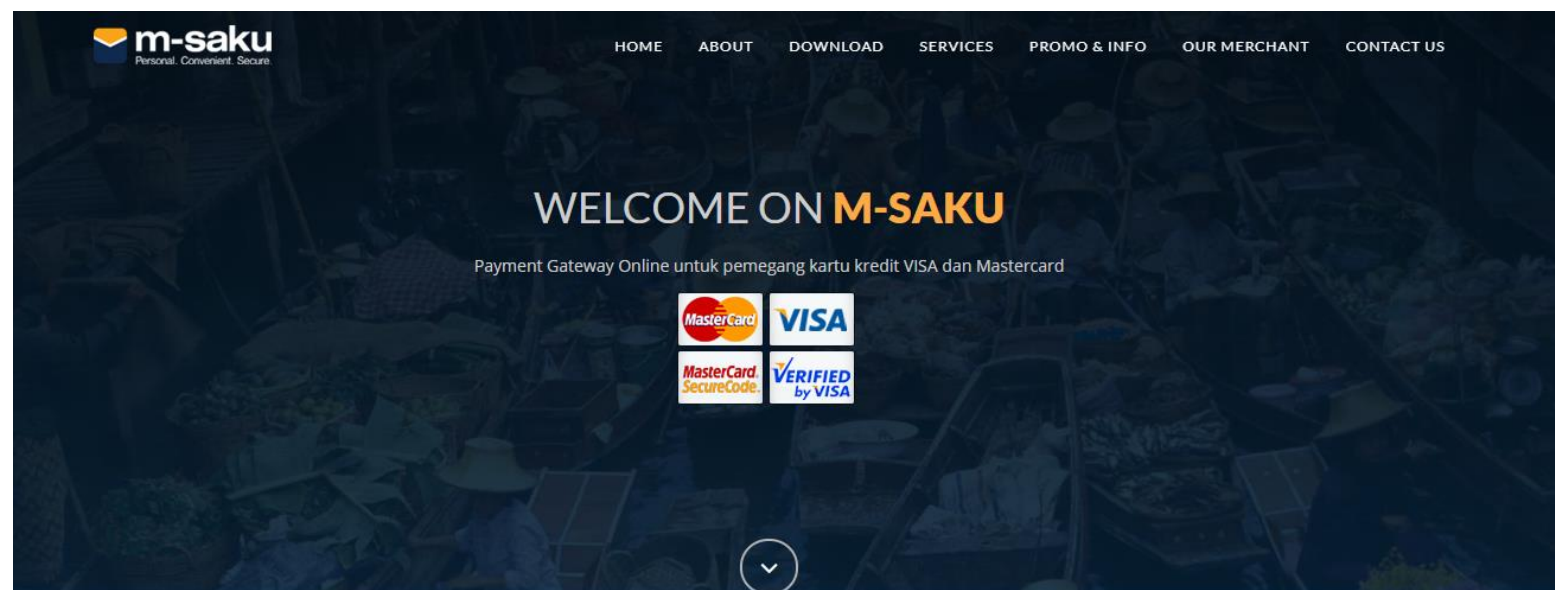 m-saku
Personal. Convenient. Secure.
HOME ABOUT DOWNLOAD SERVICES PROMO & INFO OUR MERCHANT CONTACT US
WELCOME ON M-SAKU
Payment Gateway Online untuk pemegang kartu kredit VISA dan Mastercard
MasterCard VISA
MasterCard. VERIFIED
SecureCode. by VISA